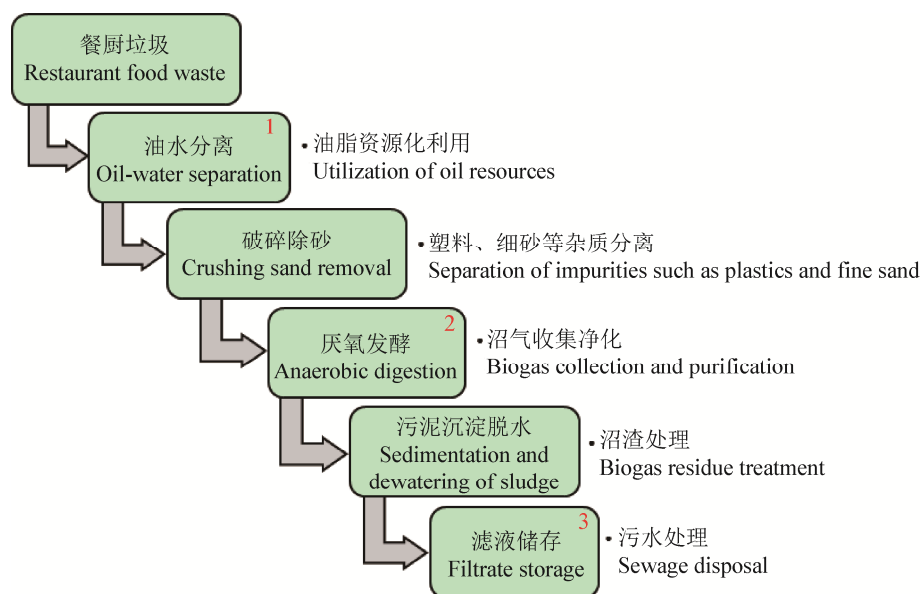 餐厨垃圾
Restaurant food waste
1
油水分离
Oil-water separation
•油脂资源化利用
Utilization of oil resources
破碎除砂
Crushing sand removal
•塑料、细砂等杂质分离
Separation of impurities such as plastics and fine sand
2
厌氧发酵
Anaerobic digestion
•沼气收集净化
Biogas collection and purification
污泥沉淀脱水
Sedimentation and
dewatering of sludge
•沼渣处理
Biogas residue treatment
3
滤液储存
Filtrate storage
•污水处理
Sewage disposal